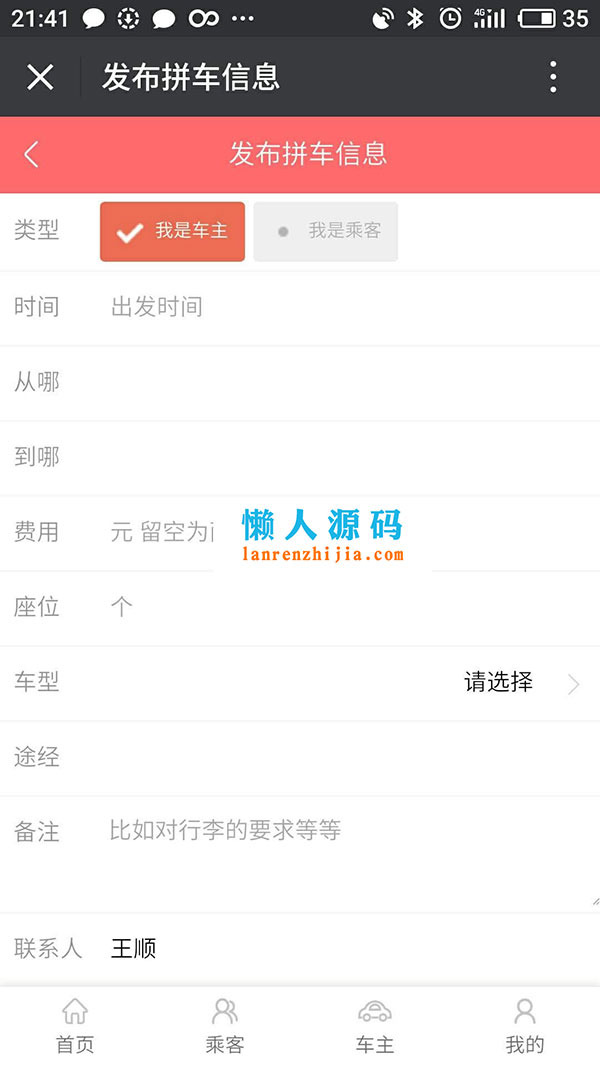 21:41 4G 35
发布拼车信息
发布拼车信息
类型 我是车主 我是乘客
时间 出发时间
从哪
到哪
费用 元 留空为
懒人源码
lanrenzhijia.com
座位 个
车型 请选择
途经
备注 比如对行李的要求等等
联系人 王顺
首页 乘客 车主 我的